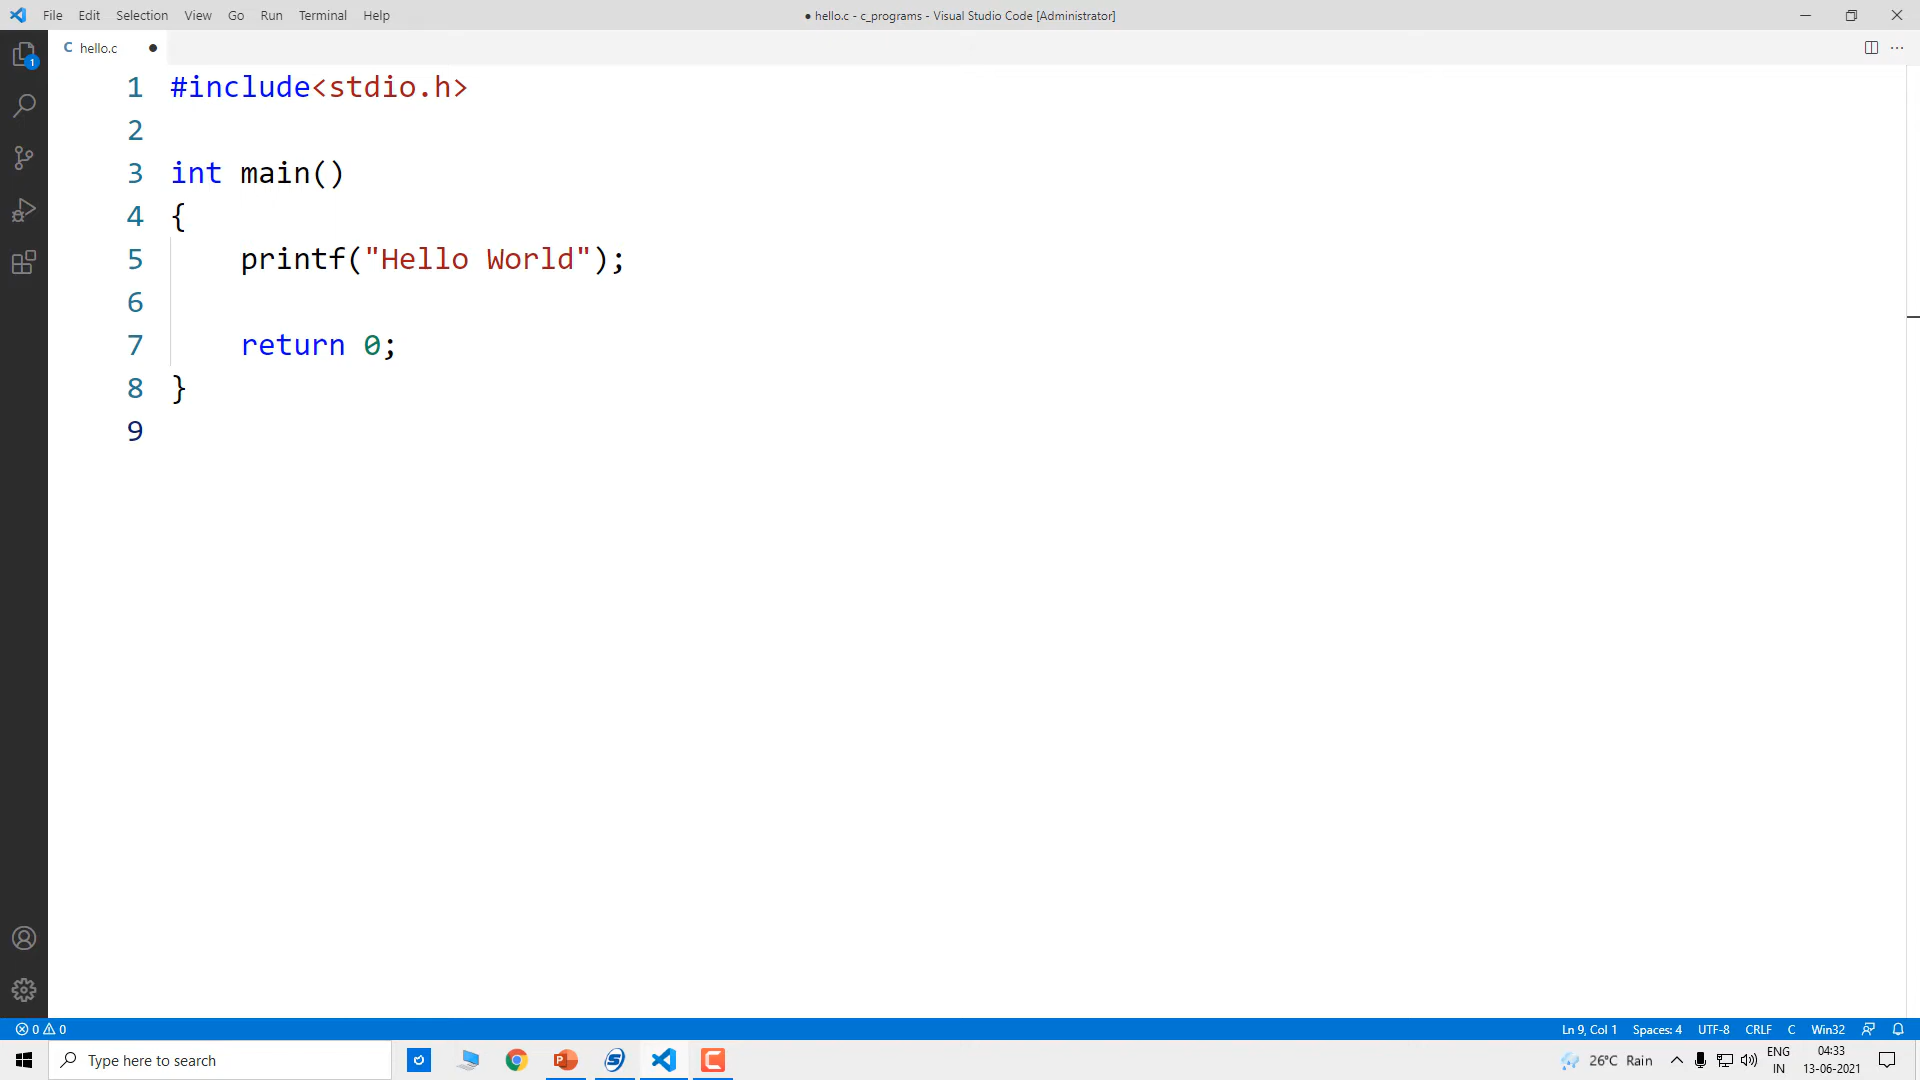 File Edit Selection View Go Run Terminal Help
● hello.c - c_programs - Visual Studio Code [Administrator]
C hello.c ●
1 #include<stdio.h>
2
3 int main()
4 {
5     printf("Hello World");
6
7     return 0;
8 }
9
1
0 0
Ln 9, Col 1 Spaces: 4 UTF-8 CRLF C Win32
Type here to search
26°C Rain
ENG
IN
04:33
13-06-2021